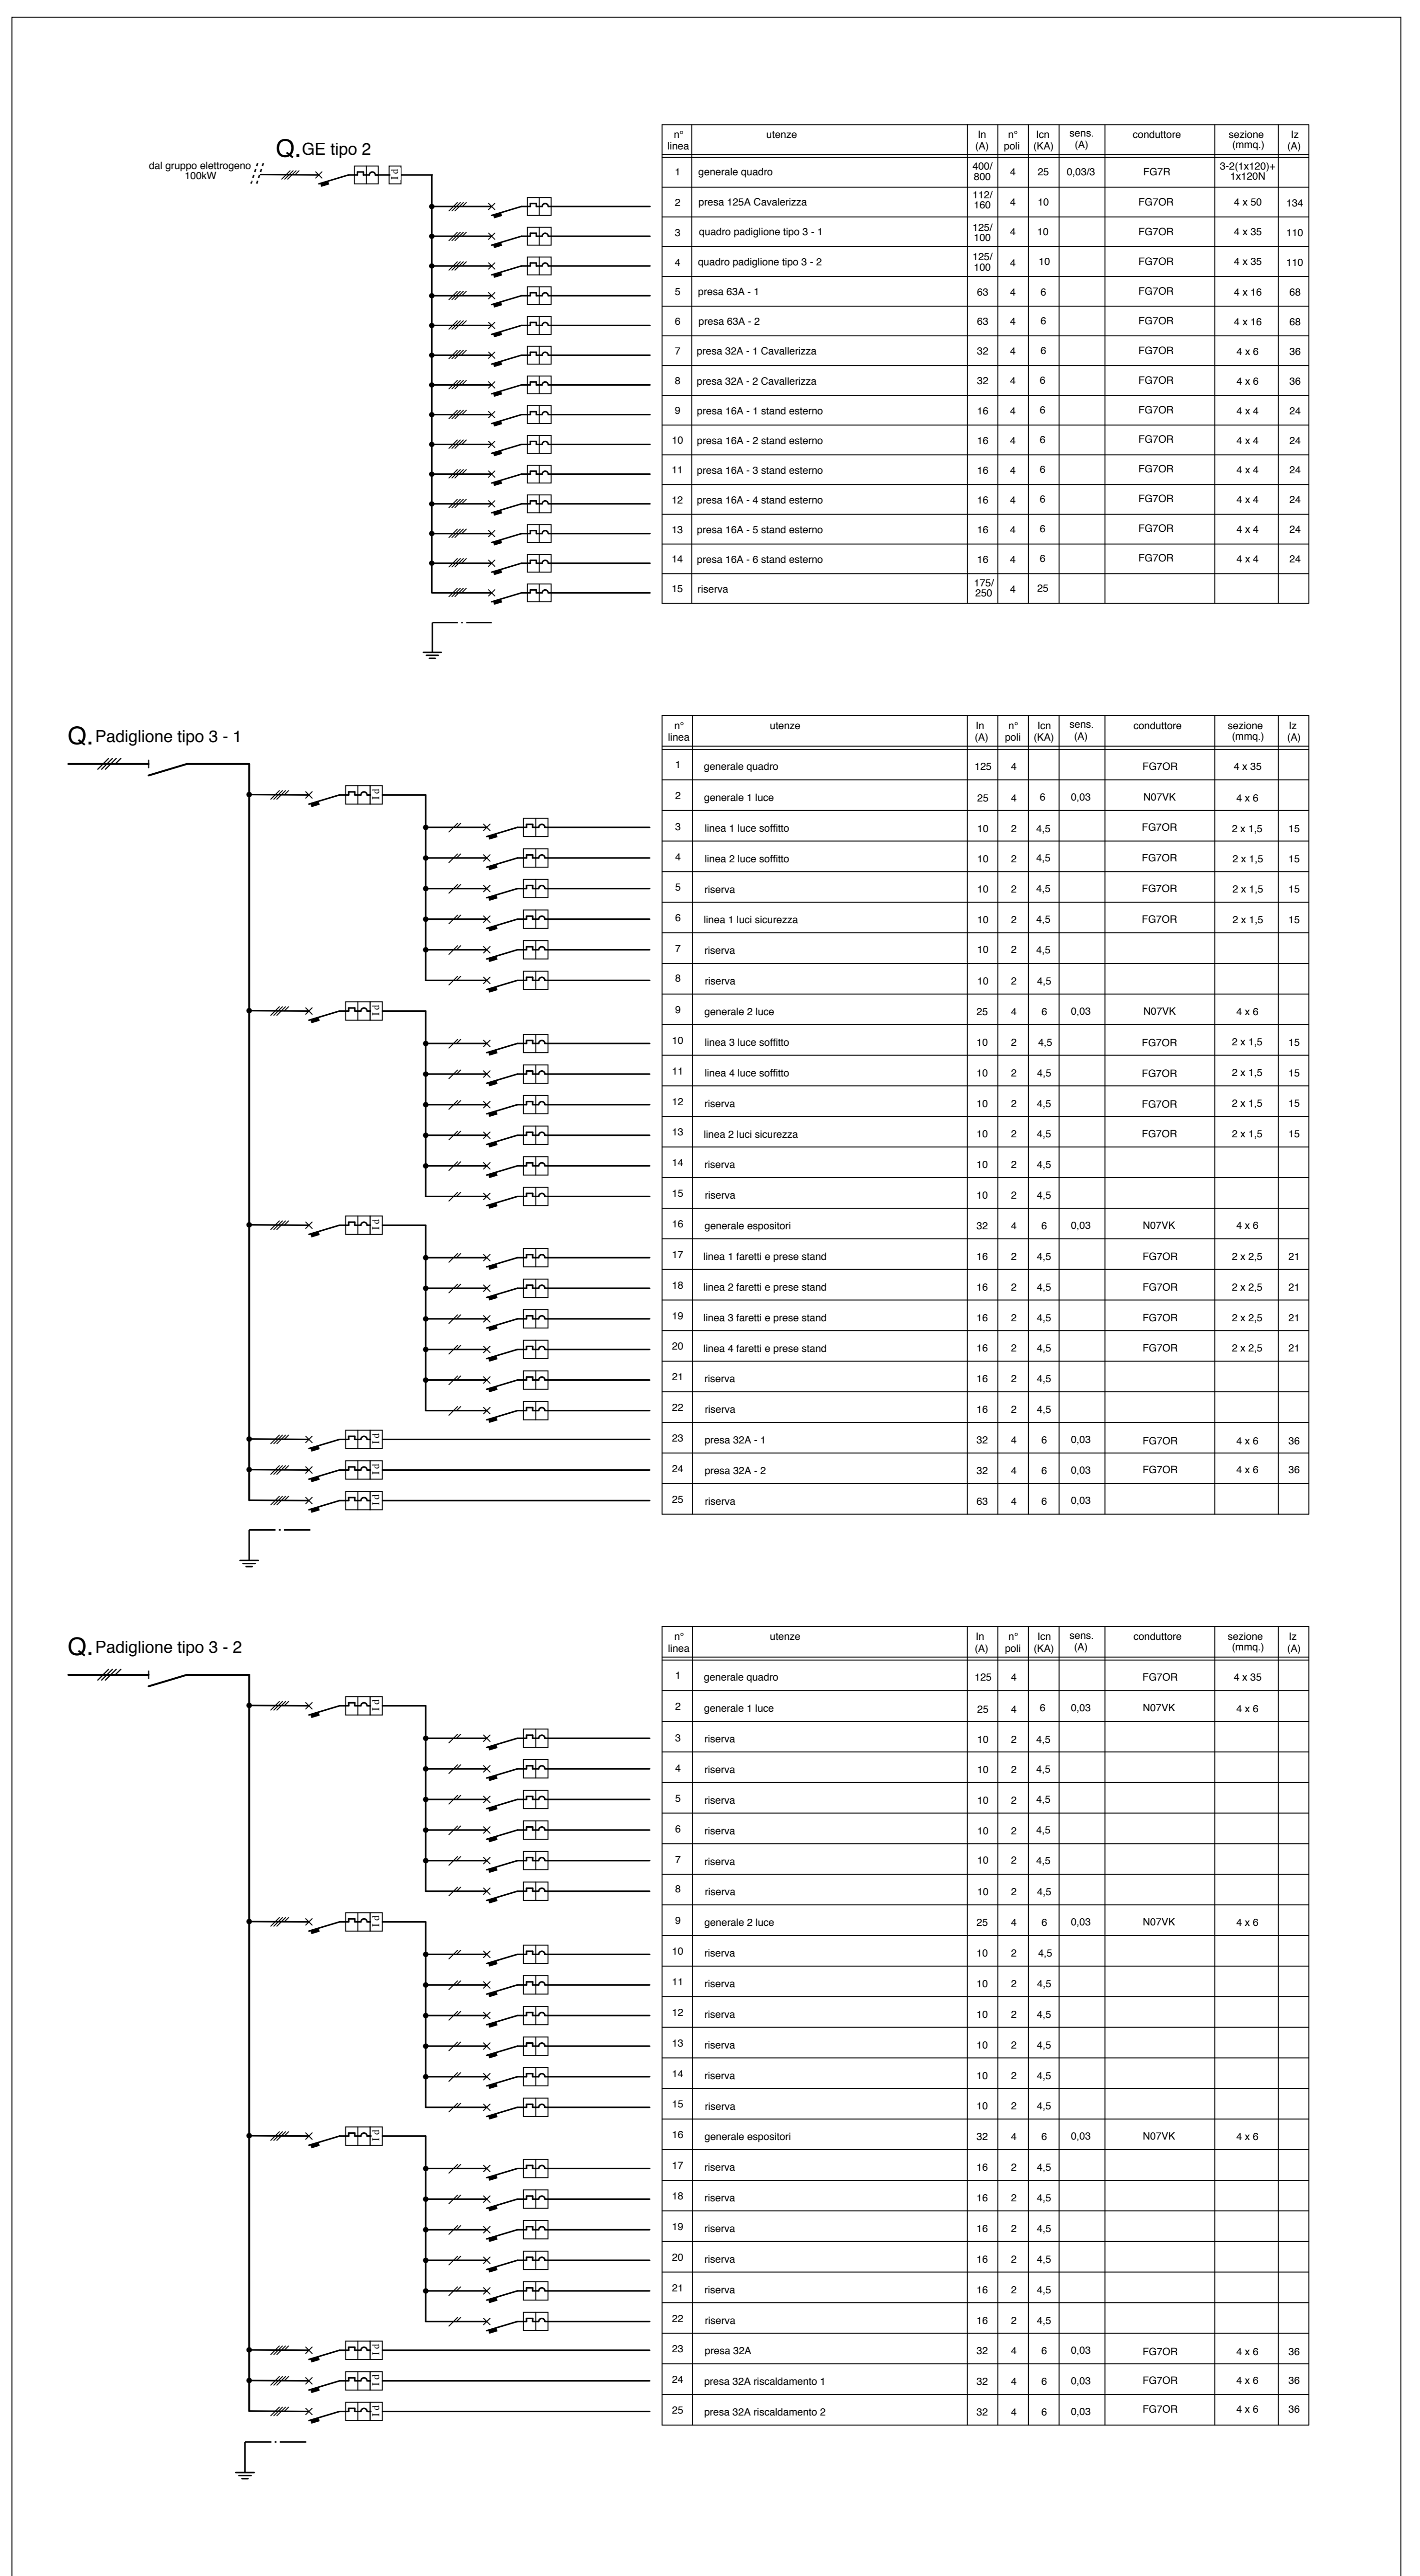 Q.GE tipo 2
dal gruppo elettrogeno
100kW
n° linea utenze In (A) n° poli Icn (KA) sens. (A) conduttore sezione (mmq.) Iz (A)
1 generale quadro 400/800 4 25 0,03/3 FG7R 3-2(1x120)+ 1x120N
2 presa 125A Cavalerizza 112/160 4 10 FG7OR 4 x 50 134
3 quadro padiglione tipo 3 - 1 125/100 4 10 FG7OR 4 x 35 110
4 quadro padiglione tipo 3 - 2 125/100 4 10 FG7OR 4 x 35 110
5 presa 63A - 1 63 4 6 FG7OR 4 x 16 68
6 presa 63A - 2 63 4 6 FG7OR 4 x 16 68
7 presa 32A - 1 Cavallerizza 32 4 6 FG7OR 4 x 6 36
8 presa 32A - 2 Cavallerizza 32 4 6 FG7OR 4 x 6 36
9 presa 16A - 1 stand esterno 16 4 6 FG7OR 4 x 4 24
10 presa 16A - 2 stand esterno 16 4 6 FG7OR 4 x 4 24
11 presa 16A - 3 stand esterno 16 4 6 FG7OR 4 x 4 24
12 presa 16A - 4 stand esterno 16 4 6 FG7OR 4 x 4 24
13 presa 16A - 5 stand esterno 16 4 6 FG7OR 4 x 4 24
14 presa 16A - 6 stand esterno 16 4 6 FG7OR 4 x 4 24
15 riserva 175/250 4 25
Q.Padiglione tipo 3 - 1
n° linea utenze In (A) n° poli Icn (KA) sens. (A) conduttore sezione (mmq.) Iz (A)
1 generale quadro 125 4 FG7OR 4 x 35
2 generale 1 luce 25 4 6 0,03 N07VK 4 x 6
3 linea 1 luce soffitto 10 2 4,5 FG7OR 2 x 1,5 15
4 linea 2 luce soffitto 10 2 4,5 FG7OR 2 x 1,5 15
5 riserva 10 2 4,5 FG7OR 2 x 1,5 15
6 linea 1 luci sicurezza 10 2 4,5 FG7OR 2 x 1,5 15
7 riserva 10 2 4,5
8 riserva 10 2 4,5
9 generale 2 luce 25 4 6 0,03 N07VK 4 x 6
10 linea 3 luce soffitto 10 2 4,5 FG7OR 2 x 1,5 15
11 linea 4 luce soffitto 10 2 4,5 FG7OR 2 x 1,5 15
12 riserva 10 2 4,5 FG7OR 2 x 1,5 15
13 linea 2 luci sicurezza 10 2 4,5 FG7OR 2 x 1,5 15
14 riserva 10 2 4,5
15 riserva 10 2 4,5
16 generale espositori 32 4 6 0,03 N07VK 4 x 6
17 linea 1 faretti e prese stand 16 2 4,5 FG7OR 2 x 2,5 21
18 linea 2 faretti e prese stand 16 2 4,5 FG7OR 2 x 2,5 21
19 linea 3 faretti e prese stand 16 2 4,5 FG7OR 2 x 2,5 21
20 linea 4 faretti e prese stand 16 2 4,5 FG7OR 2 x 2,5 21
21 riserva 16 2 4,5
22 riserva 16 2 4,5
23 presa 32A - 1 32 4 6 0,03 FG7OR 4 x 6 36
24 presa 32A - 2 32 4 6 0,03 FG7OR 4 x 6 36
25 riserva 63 4 6 0,03
Q.Padiglione tipo 3 - 2
n° linea utenze In (A) n° poli Icn (KA) sens. (A) conduttore sezione (mmq.) Iz (A)
1 generale quadro 125 4 FG7OR 4 x 35
2 generale 1 luce 25 4 6 0,03 N07VK 4 x 6
3 riserva 10 2 4,5
4 riserva 10 2 4,5
5 riserva 10 2 4,5
6 riserva 10 2 4,5
7 riserva 10 2 4,5
8 riserva 10 2 4,5
9 generale 2 luce 25 4 6 0,03 N07VK 4 x 6
10 riserva 10 2 4,5
11 riserva 10 2 4,5
12 riserva 10 2 4,5
13 riserva 10 2 4,5
14 riserva 10 2 4,5
15 riserva 10 2 4,5
16 generale espositori 32 4 6 0,03 N07VK 4 x 6
17 riserva 16 2 4,5
18 riserva 16 2 4,5
19 riserva 16 2 4,5
20 riserva 16 2 4,5
21 riserva 16 2 4,5
22 riserva 16 2 4,5
23 presa 32A 32 4 6 0,03 FG7OR 4 x 6 36
24 presa 32A riscaldamento 1 32 4 6 0,03 FG7OR 4 x 6 36
25 presa 32A riscaldamento 2 32 4 6 0,03 FG7OR 4 x 6 36